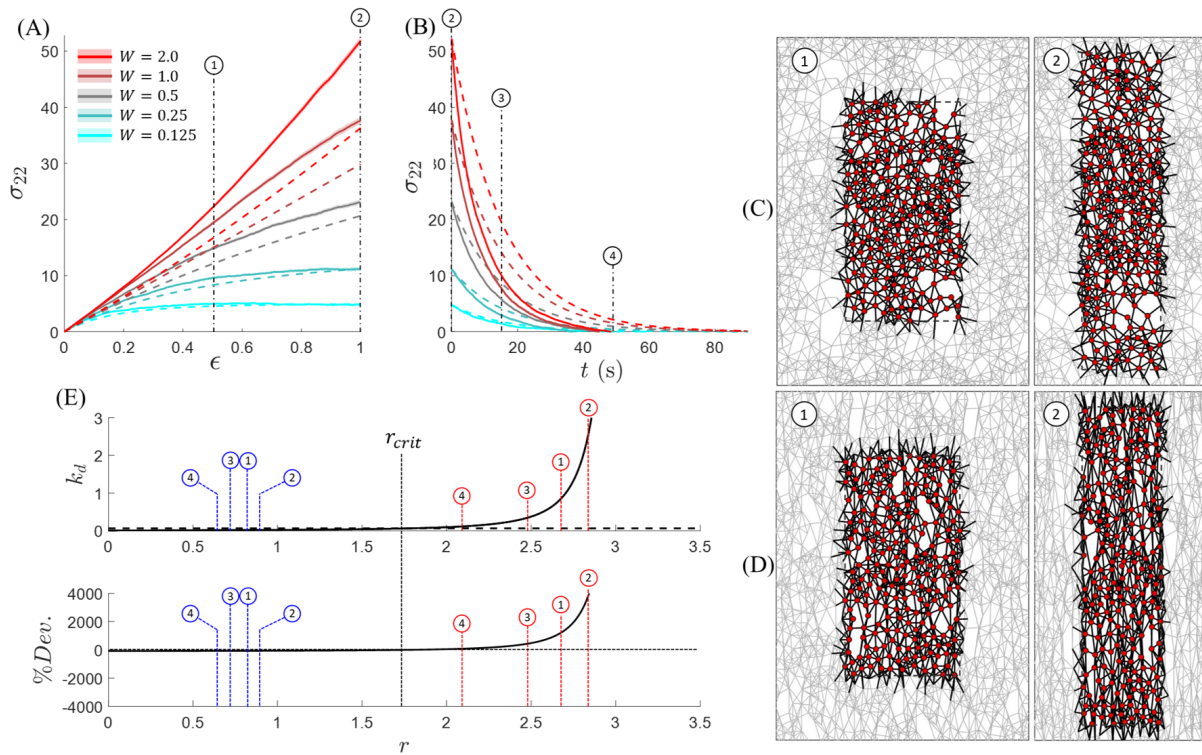 (A)
50
40
30
20
10
0
σ22
W = 2.0
W = 1.0
W = 0.5
W = 0.25
W = 0.125
1
2
0 0.2 0.4 0.6 0.8 1
ϵ
(B)
50
40
30
20
10
0
σ22
2
3
4
0 20 40 60 80
t (s)
(C)
1
2
(D)
1
2
(E)
3
2
1
0
kd
4 3 1 2
rcrit
4 3 1 2
0 0.5 1 1.5 2 2.5 3 3.5
4000
2000
0
-2000
-4000
%Dev.
4 3 1 2
4 3 1 2
0 0.5 1 1.5 2 2.5 3 3.5
r